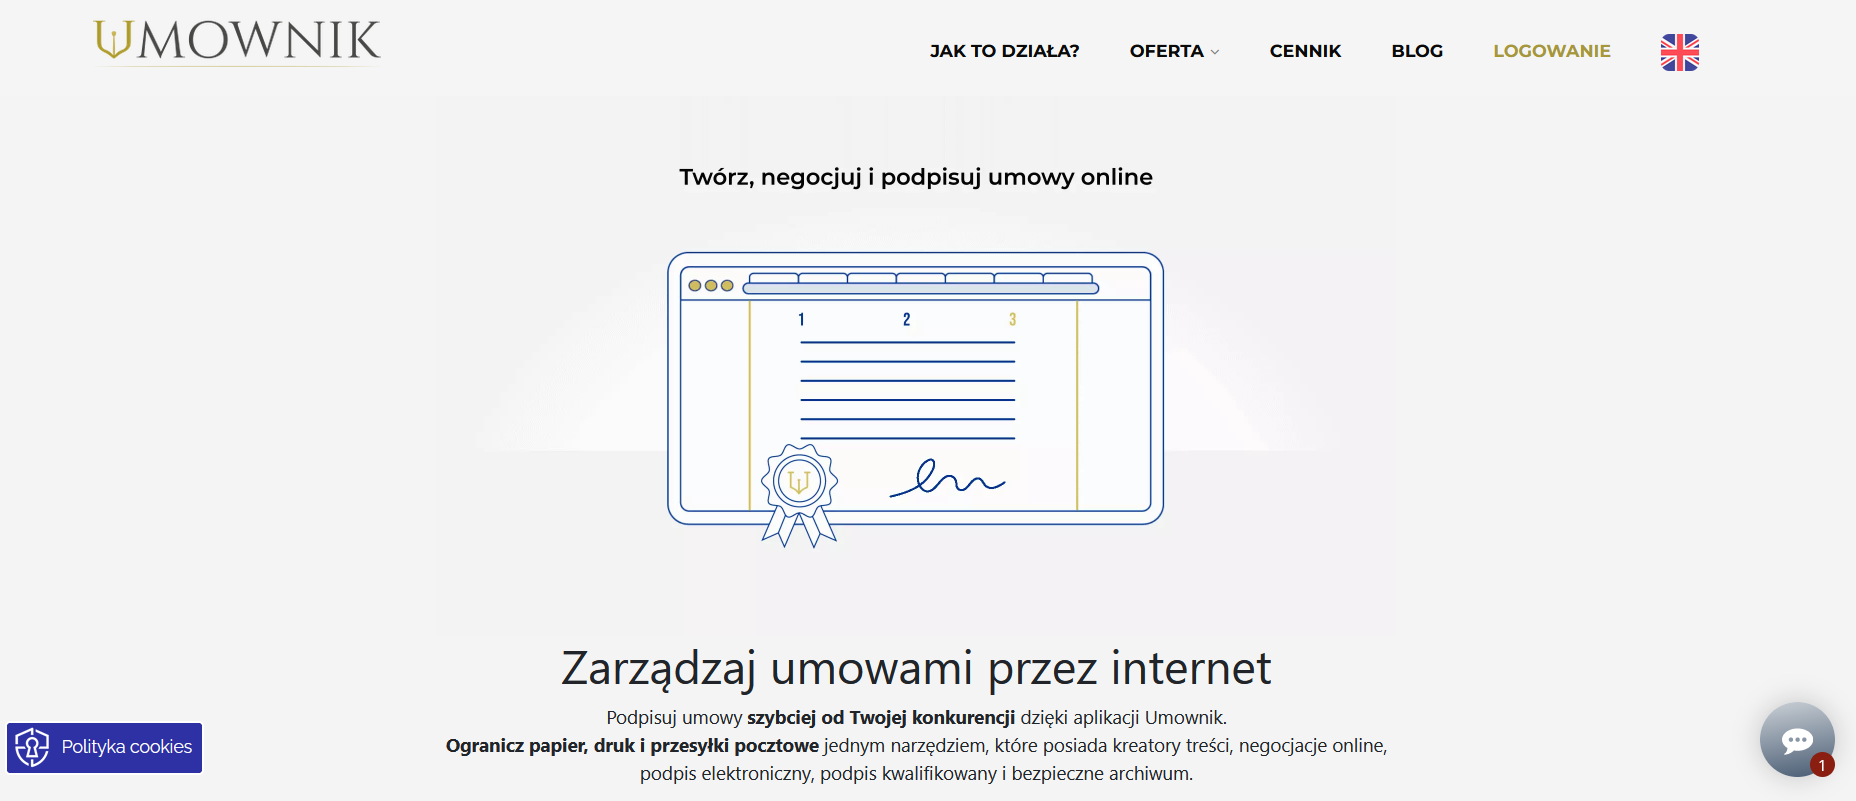 UMOWNIK
JAK TO DZIAŁA?
OFERTA
CENNIK
BLOG
LOGOWANIE
Twórz, negocjuj i podpisuj umowy online
1 2 3
Zarządzaj umowami przez internet
Podpisuj umowy szybciej od Twojej konkurencji dzięki aplikacji Umownik.
Ogranicz papier, druk i przesyłki pocztowe jednym narzędziem, które posiada kreatory treści, negocjacje online,
podpis elektroniczny, podpis kwalifikowany i bezpieczne archiwum.
Polityka cookies
1